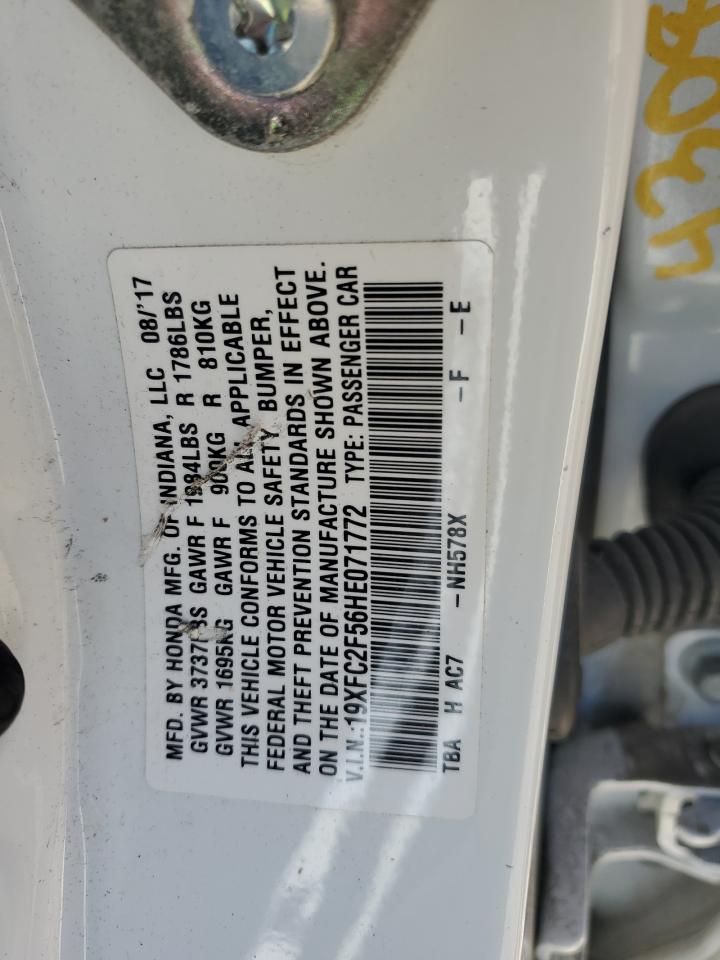 MFD. BY HONDA MFG. OF INDIANA, LLC 08/'17
GVWR 3737LBS GAWR F 1984LBS R 1786LBS
GVWR 1695KG GAWR F 900KG R 810KG
THIS VEHICLE CONFORMS TO ALL APPLICABLE
FEDERAL MOTOR VEHICLE SAFETY BUMPER,
AND THEFT PREVENTION STANDARDS IN EFFECT
ON THE DATE OF MANUFACTURE SHOWN ABOVE.
V.I.N.: 19XFC2F56HE071772 TYPE: PASSENGER CAR
TBA H AC7 -NH578X -F -E